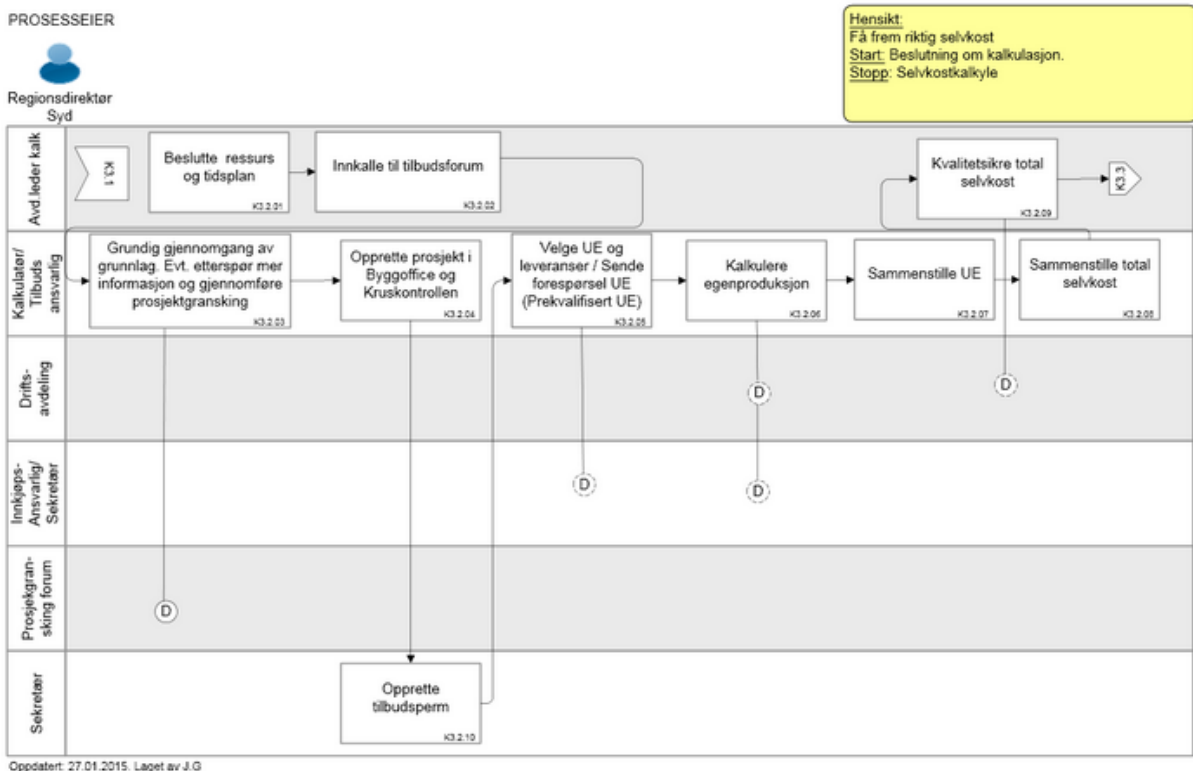 PROSESSEIER
Regionsdirektør
Syd
Hensikt:
Få frem riktig selvkost
Start: Beslutning om kalkulasjon.
Stopp: Selvkostkalkyle
Avd.leder kalk
K3.1
Beslutte ressurs
og tidsplan
K3.2.01
Innkalle til tilbudsforum
K3.2.02
Kvalitetsikre total
selvkost
K3.2.09
K3.3
Kalkulatør/
Tilbuds
ansvarlig
Grundig gjennomgang av
grunnlag. Evt. etterspør mer
informasjon og gjennomføre
prosjektgransking
K3.2.03
Opprette prosjekt i
Byggoffice og
Kruskontrollen
K3.2.04
Velge UE og
leveranser / Sende
forespørsel UE
(Prekvalifisert UE)
K3.2.05
Kalkulere
egenproduksjon
K3.2.06
Sammenstille UE
K3.2.07
Sammenstille total
selvkost
K3.2.08
Drifts-
avdeling
D
D
Innkjøps-
Ansvarlig/
Sekretær
D
D
Prosjekgran-
sking forum
D
Sekretær
Opprette
tilbudsperm
K3.2.10
Oppdatert: 27.01.2015. Laget av J.G